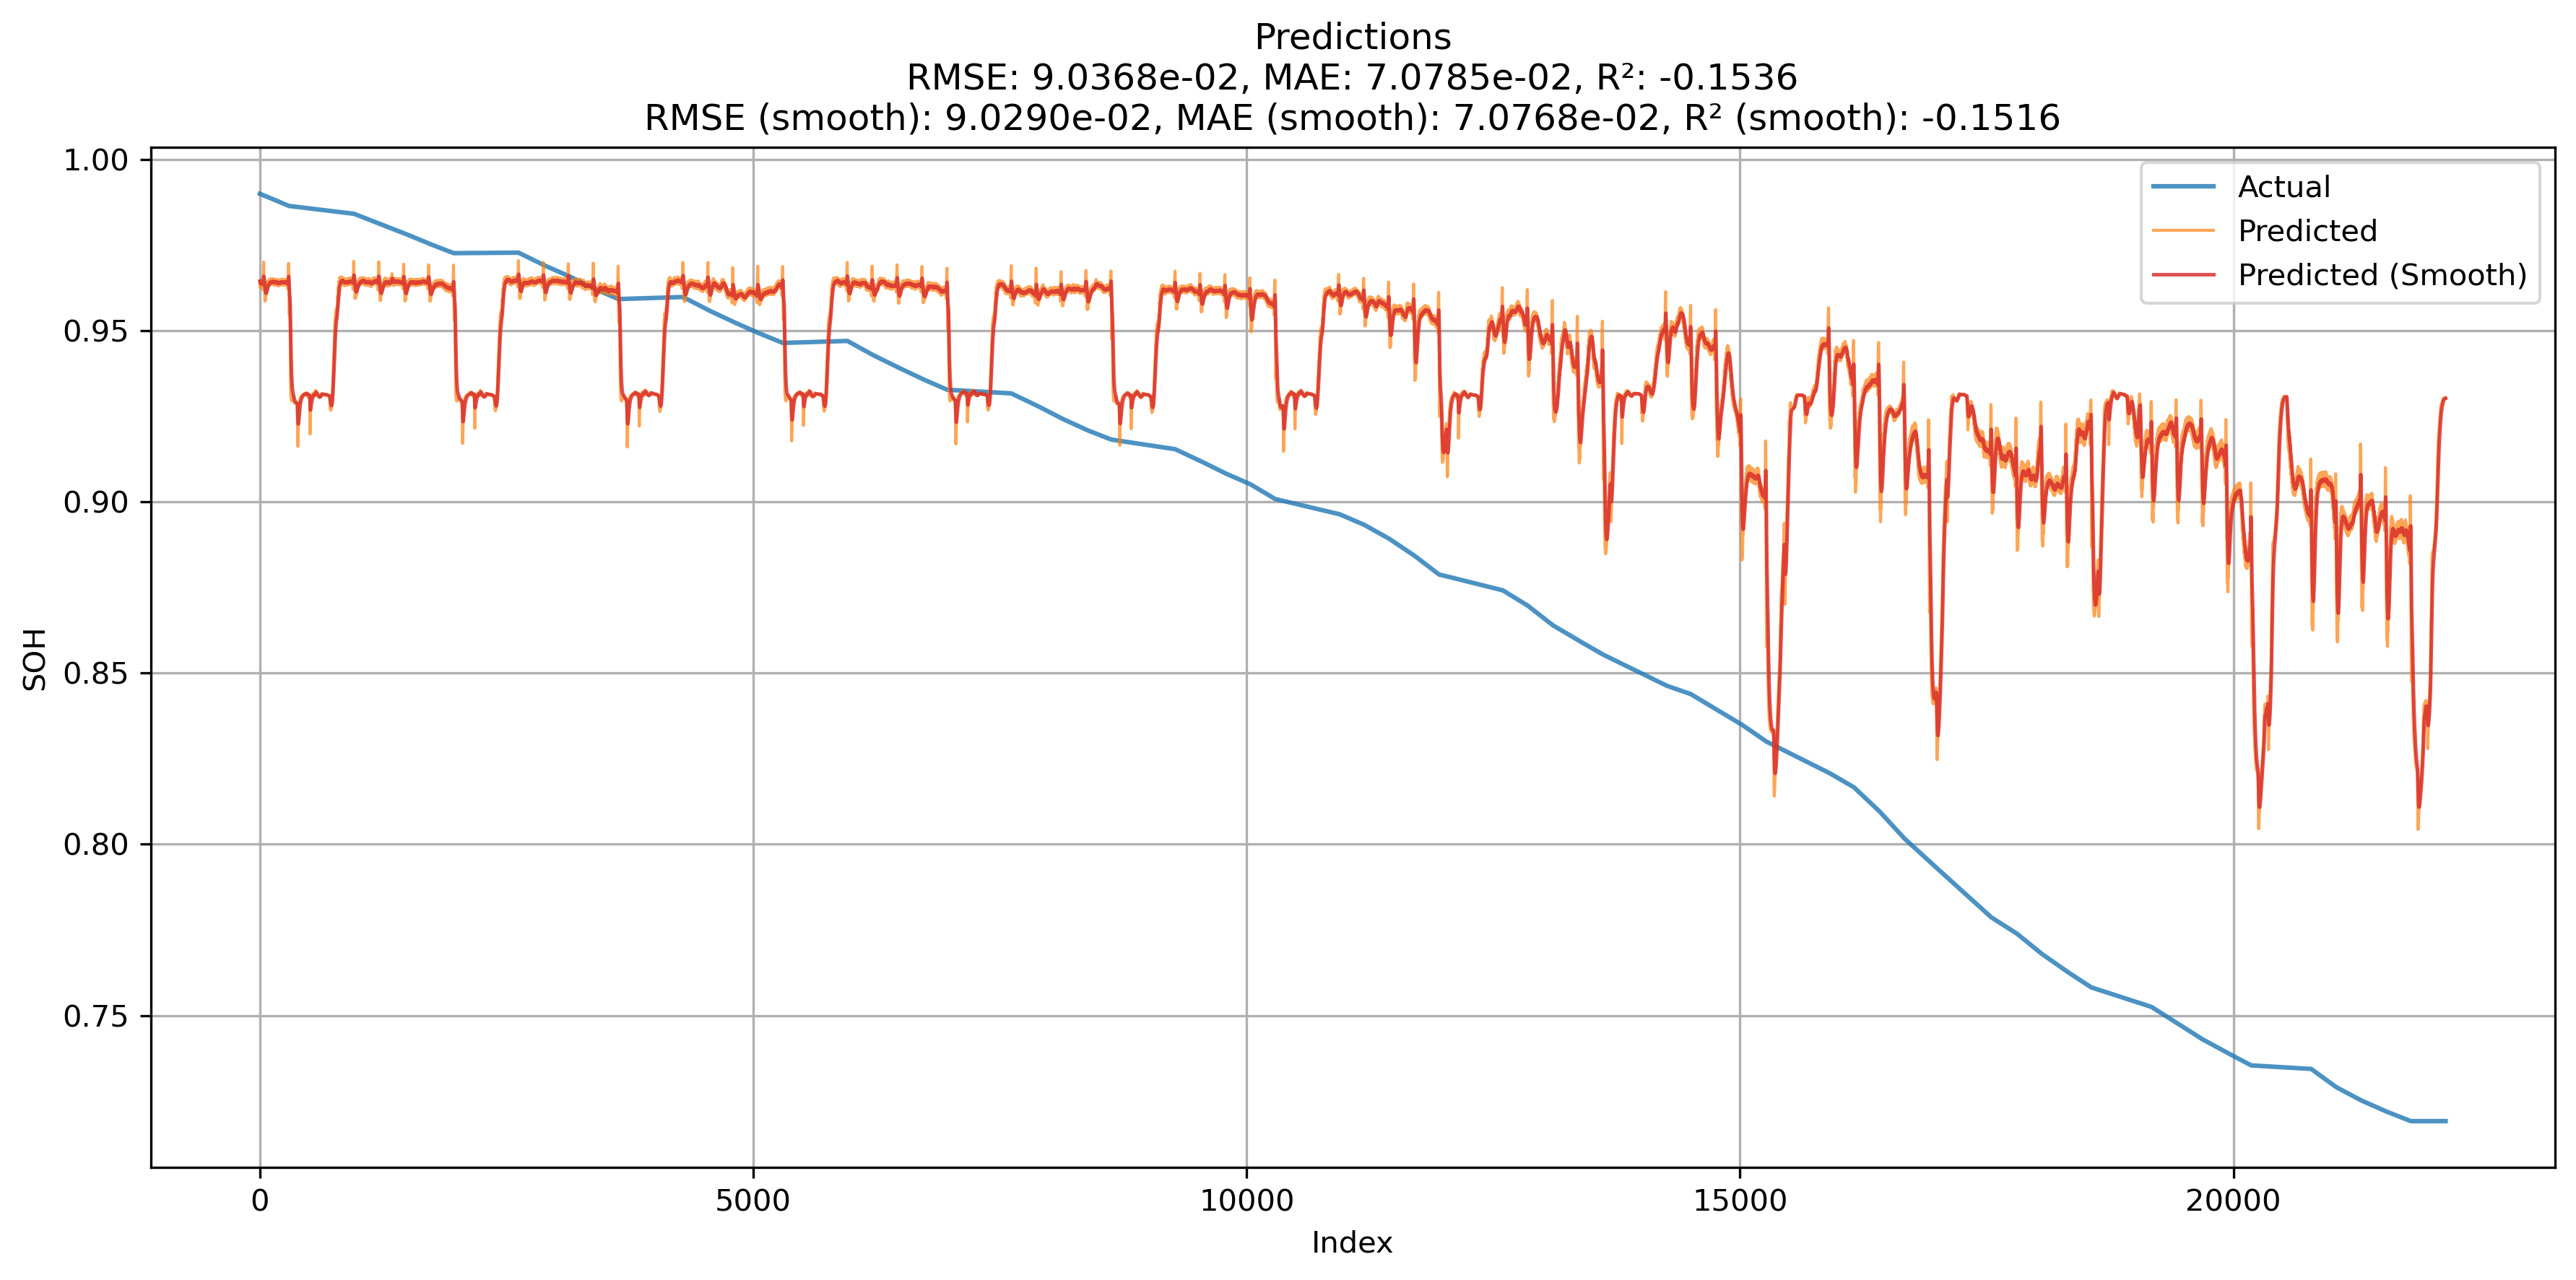 Predictions
RMSE: 9.0368e-02, MAE: 7.0785e-02, R²: -0.1536
RMSE (smooth): 9.0290e-02, MAE (smooth): 7.0768e-02, R² (smooth): -0.1516
1.00
0.95
0.90
0.85
0.80
0.75
SOH
Actual
Predicted
Predicted (Smooth)
0 5000 10000 15000 20000
Index